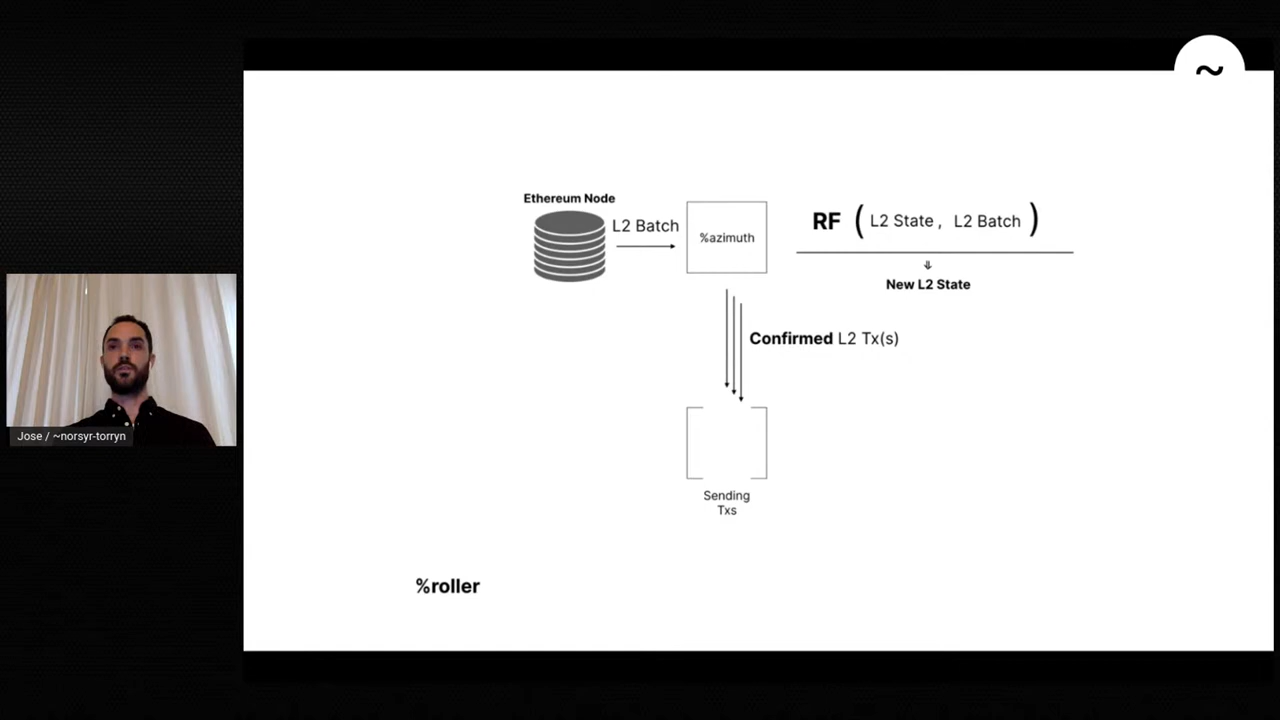 ~
Ethereum Node
L2 Batch
%azimuth
RF ( L2 State , L2 Batch )
⇓
New L2 State
Confirmed L2 Tx(s)
Sending
Txs
%roller
Jose / ~norsyr-torryn